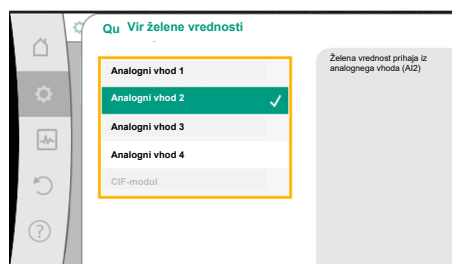 Qu Vir želene vrednosti
Analogni vhod 1
Analogni vhod 2
Analogni vhod 3
Analogni vhod 4
CIF-modul
Želena vrednost prihaja iz
analognega vhoda (AI2)
?